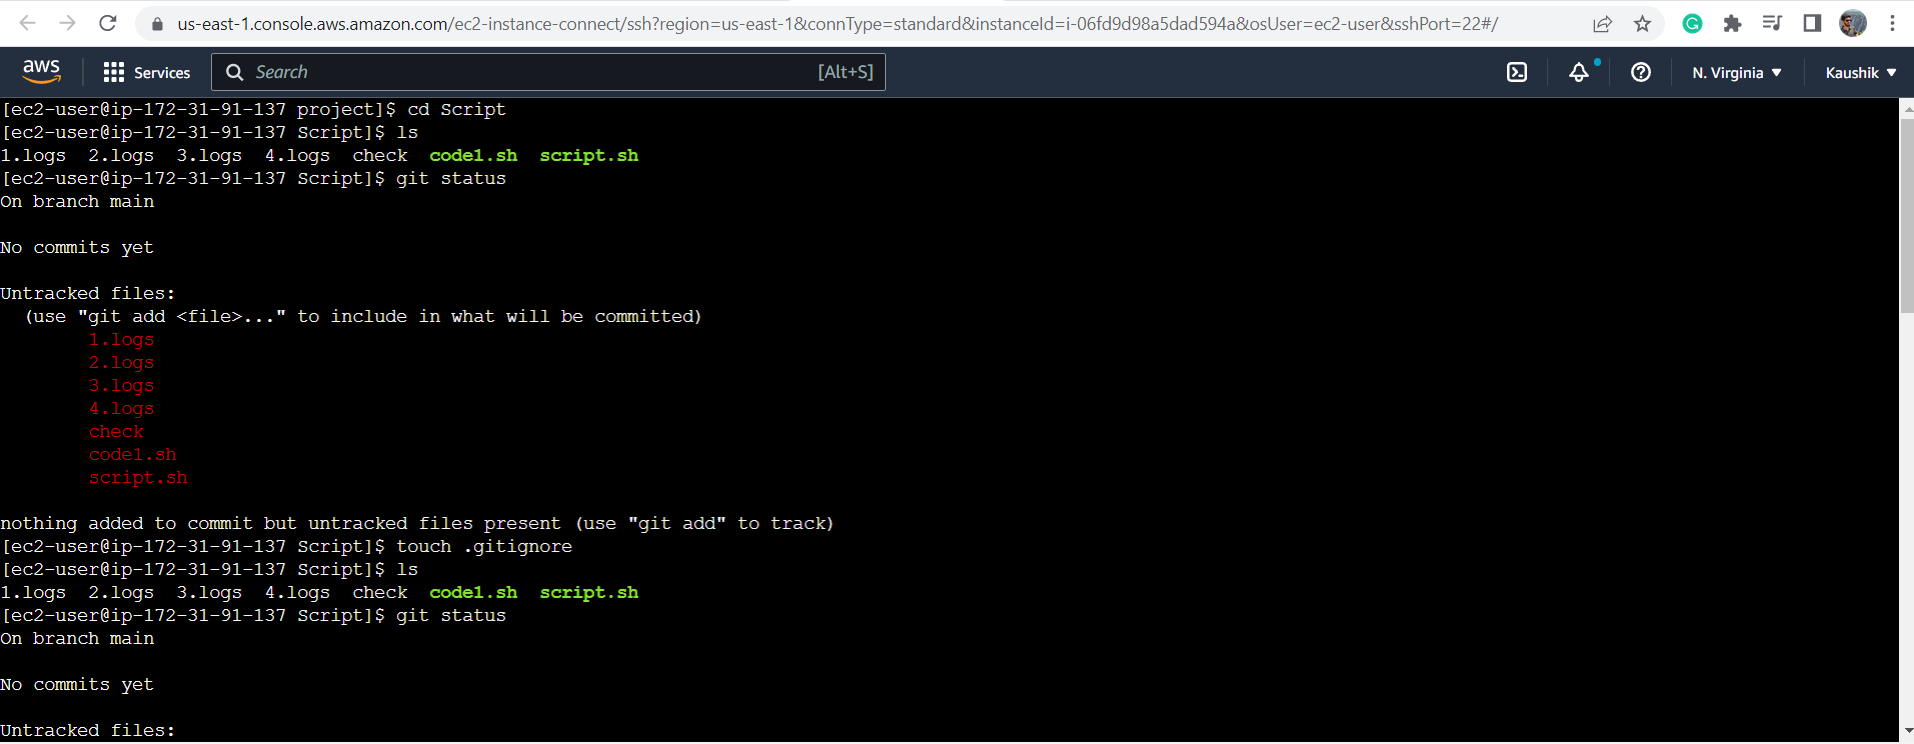 us-east-1.console.aws.amazon.com/ec2-instance-connect/ssh?region=us-east-1&connType=standard&instanceId=i-06fd9d98a5dad594a&osUser=ec2-user&sshPort=22#/
aws Services Search [Alt+S] N. Virginia Kaushik
[ec2-user@ip-172-31-91-137 project]$ cd Script
[ec2-user@ip-172-31-91-137 Script]$ ls
1.logs 2.logs 3.logs 4.logs check code1.sh script.sh
[ec2-user@ip-172-31-91-137 Script]$ git status
On branch main
No commits yet
Untracked files:
(use "git add <file>..." to include in what will be committed)
1.logs
2.logs
3.logs
4.logs
check
code1.sh
script.sh
nothing added to commit but untracked files present (use "git add" to track)
[ec2-user@ip-172-31-91-137 Script]$ touch .gitignore
[ec2-user@ip-172-31-91-137 Script]$ ls
1.logs 2.logs 3.logs 4.logs check code1.sh script.sh
[ec2-user@ip-172-31-91-137 Script]$ git status
On branch main
No commits yet
Untracked files: